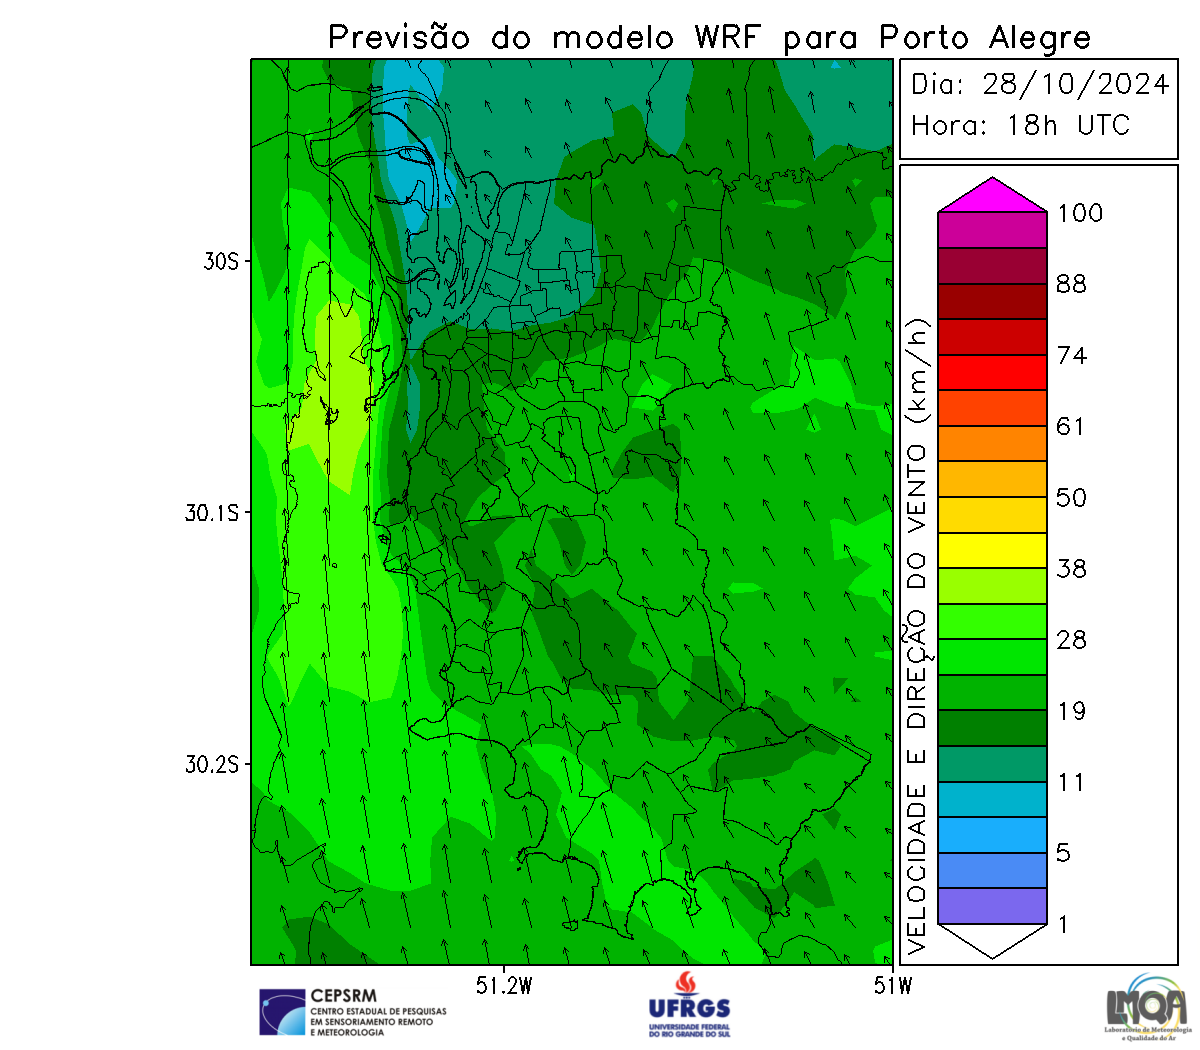 Previsão do modelo WRF para Porto Alegre
Dia: 28/10/2024
Hora: 18h UTC
30S
30.1S
30.2S
51.2W
51W
VELOCIDADE E DIREÇÃO DO VENTO (km/h)
100
88
74
61
50
38
28
19
11
5
1
CEPSRM
CENTRO ESTADUAL DE PESQUISAS
EM SENSORIAMENTO REMOTO
E METEOROLOGIA
UFRGS
UNIVERSIDADE FEDERAL
DO RIO GRANDE DO SUL
LMQA
Laboratório de Meteorologia
e Qualidade do Ar